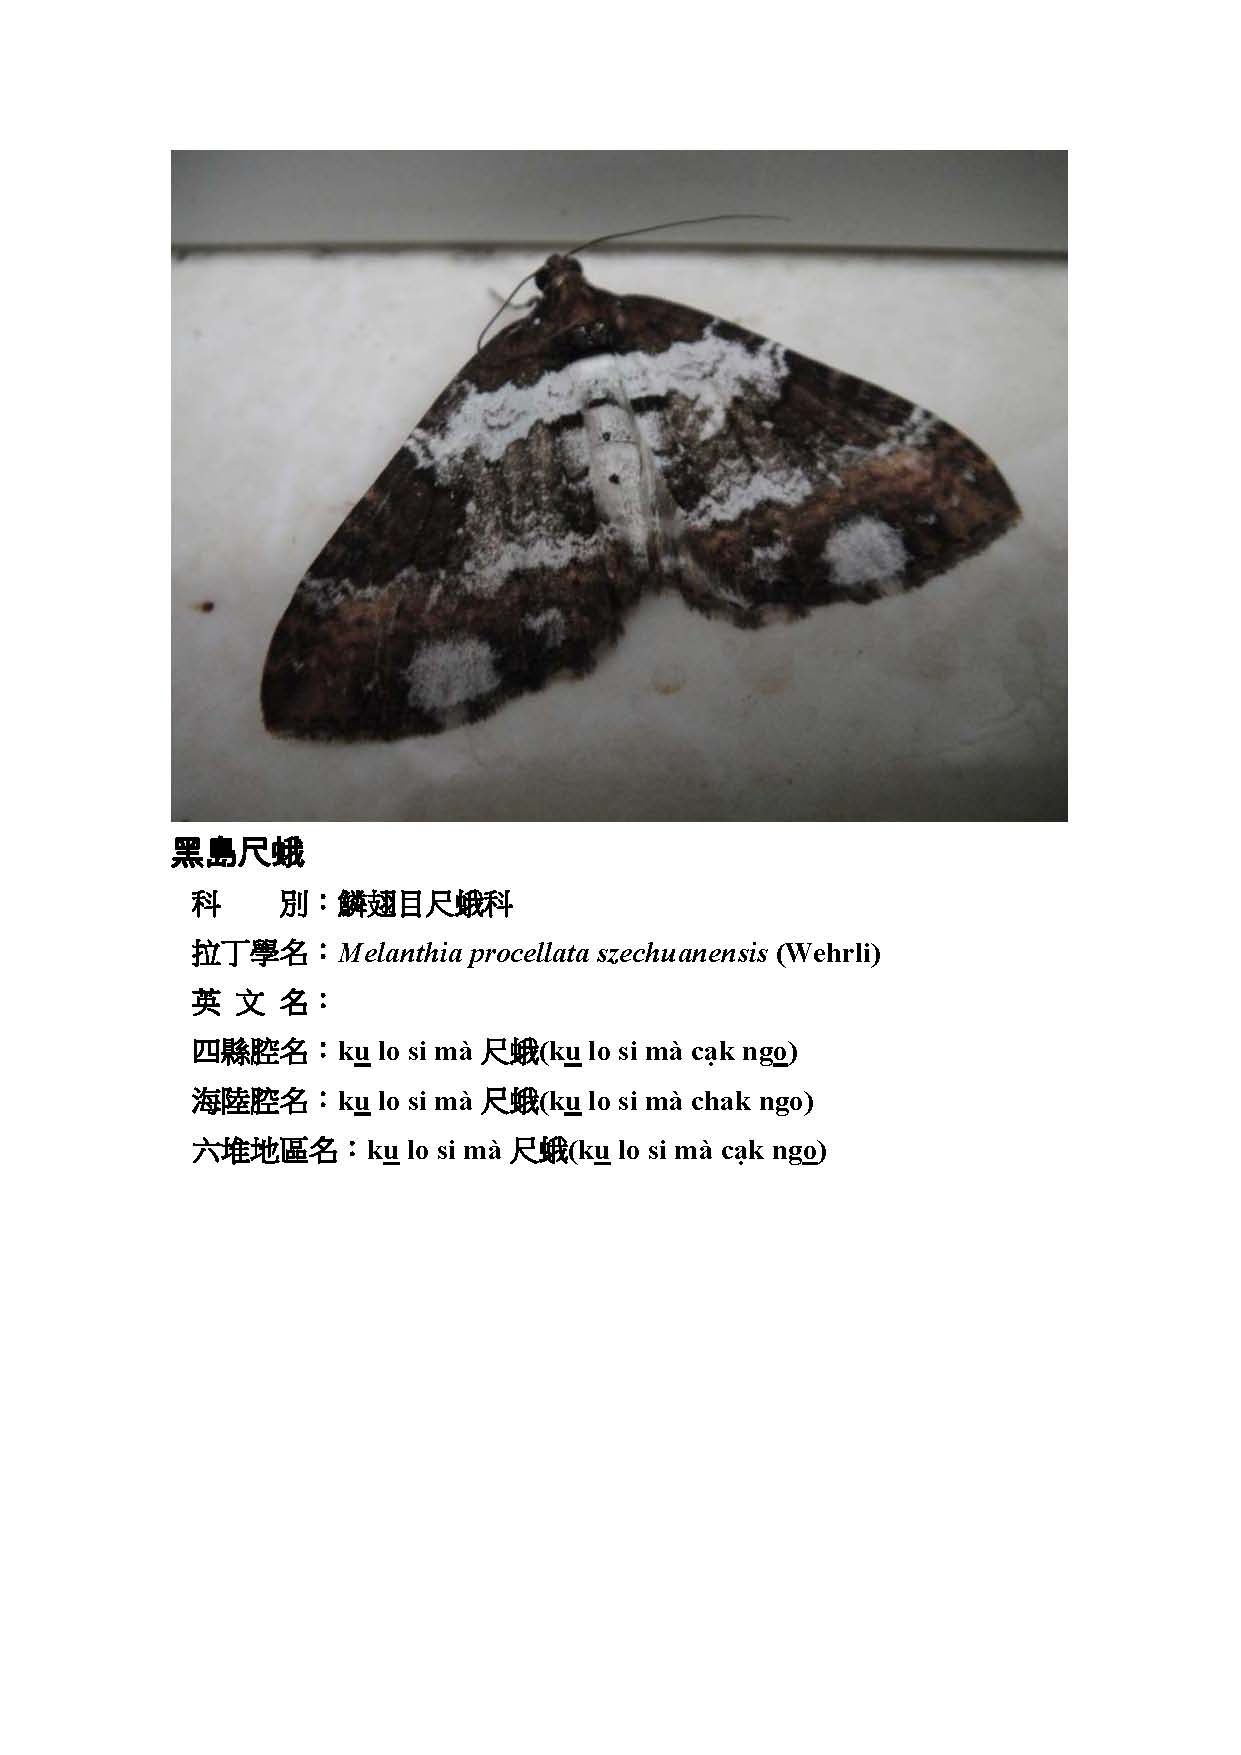 黑島尺蛾
科　　別：鱗翅目尺蛾科
拉丁學名：Melanthia procellata szechuanensis (Wehrli)
英 文 名：
四縣腔名：ku̲ lo si mà 尺蛾(ku̲ lo si mà cạk ngo̲)
海陸腔名：ku̲ lo si mà 尺蛾(ku̲ lo si mà chak ngo)
六堆地區名：ku̲ lo si mà 尺蛾(ku̲ lo si mà cạk ngo̲)